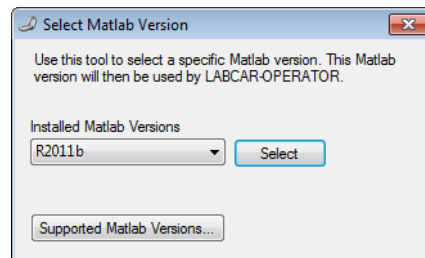 Select Matlab Version
Use this tool to select a specific Matlab version. This Matlab
version will then be used by LABCAR-OPERATOR.
Installed Matlab Versions
R2011b
Select
Supported Matlab Versions...